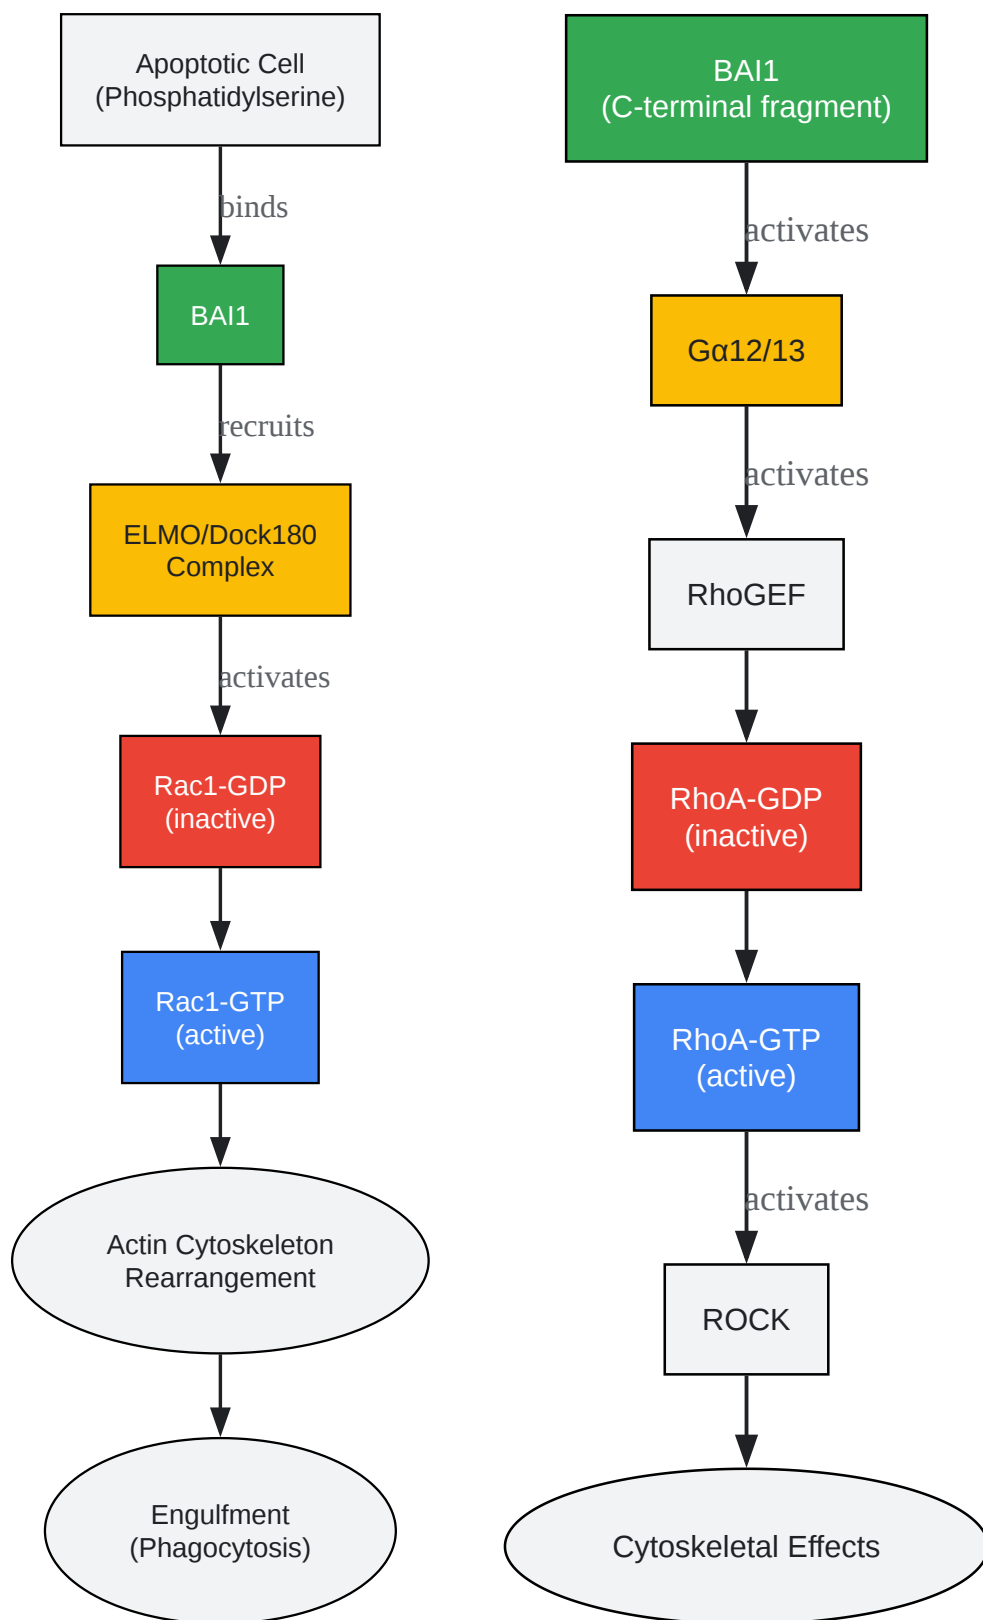 Apoptotic Cell
(Phosphatidylserine)
binds
BAI1
recruits
ELMO/Dock180
Complex
activates
Rac1-GDP
(inactive)
Rac1-GTP
(active)
Actin Cytoskeleton
Rearrangement
Engulfment
(Phagocytosis)
BAI1
(C-terminal fragment)
activates
Gα12/13
activates
RhoGEF
RhoA-GDP
(inactive)
RhoA-GTP
(active)
activates
ROCK
Cytoskeletal Effects